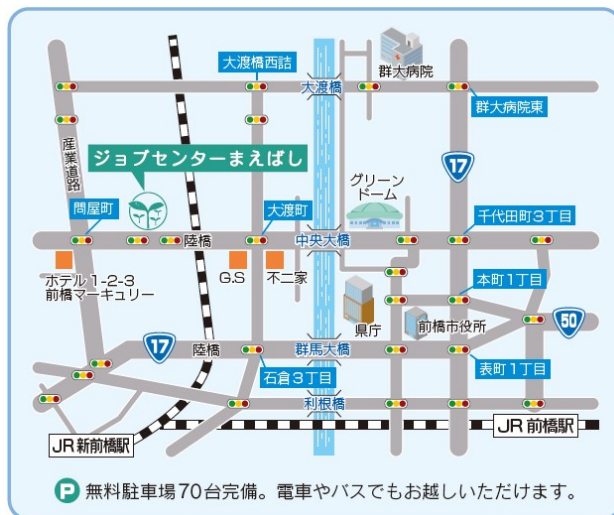 群大病院
大渡橋西詰
大渡橋
群大病院東
産業道路
ジョブセンターまえばし
17
グリーン
ドーム
問屋町
大渡町
千代田町3丁目
陸橋
中央大橋
ホテル1-2-3
前橋マーキュリー
G.S
不二家
本町1丁目
県庁
前橋市役所
50
17
陸橋
群馬大橋
石倉3丁目
表町1丁目
利根橋
JR新前橋駅
JR前橋駅
P 無料駐車場70台完備。電車やバスでもお越しいただけます。